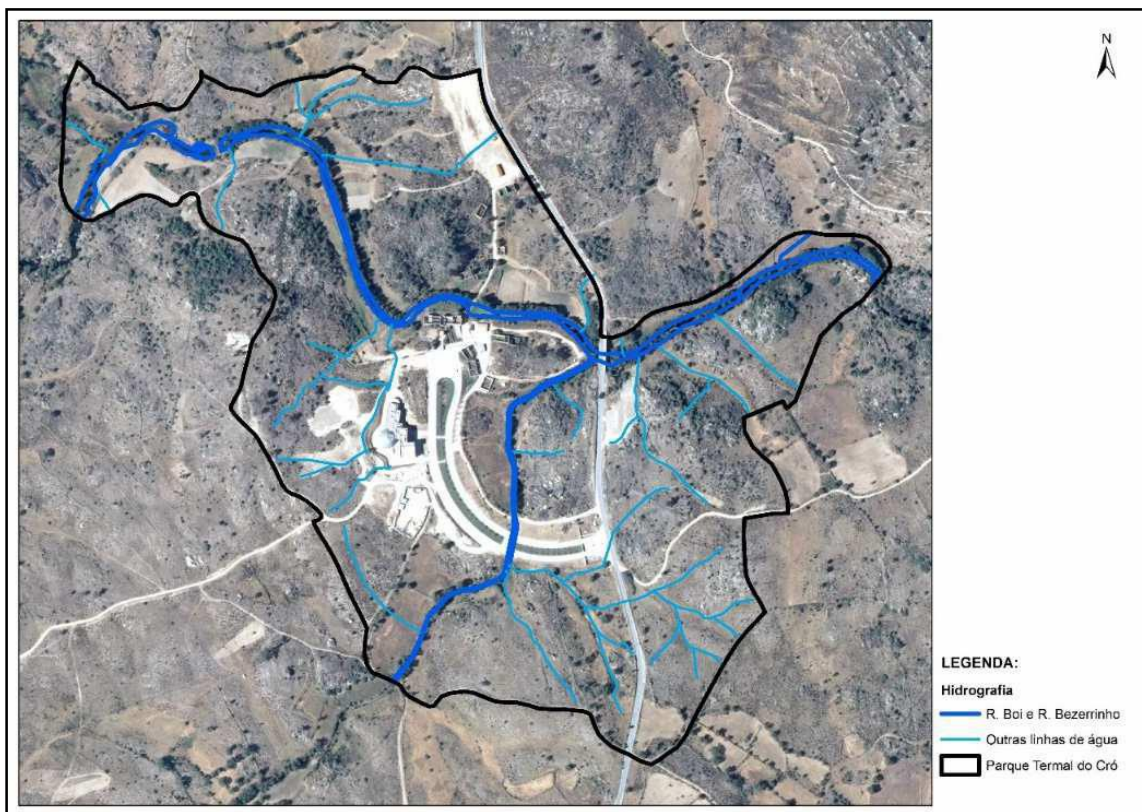 N
LEGENDA:
Hidrografia
R. Boi e R. Bezerrinho
Outras linhas de água
Parque Termal do Cró